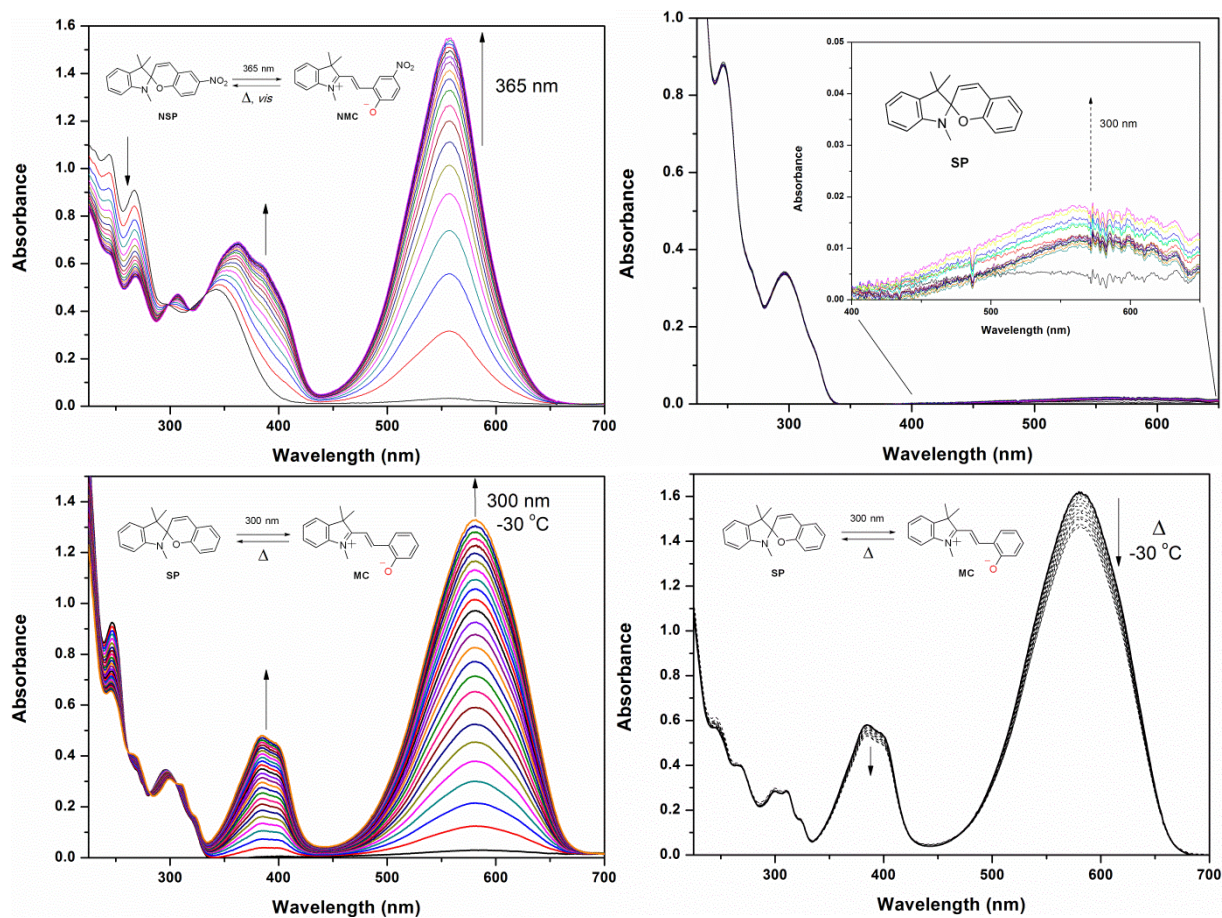 Absorbance
1.6
1.4
1.2
1.0
0.8
0.6
0.4
0.2
0.0
300
400
500
600
700
Wavelength (nm)
N
O
NO₂
NSP
365 nm
Δ, vis
N
+
NO₂
O
−
NMC
365 nm
Absorbance
1.0
0.8
0.6
0.4
0.2
0.0
300
400
500
600
Wavelength (nm)
Absorbance
0.05
0.04
0.03
0.02
0.01
0.00
400
500
600
Wavelength (nm)
N
O
SP
300 nm
Absorbance
1.4
1.2
1.0
0.8
0.6
0.4
0.2
0.0
300
400
500
600
700
Wavelength (nm)
N
O
SP
300 nm
Δ
N
+
O
−
MC
300 nm
-30 °C
Absorbance
1.6
1.4
1.2
1.0
0.8
0.6
0.4
0.2
0.0
300
400
500
600
700
Wavelength (nm)
N
O
SP
300 nm
Δ
N
+
O
−
MC
Δ
-30 °C